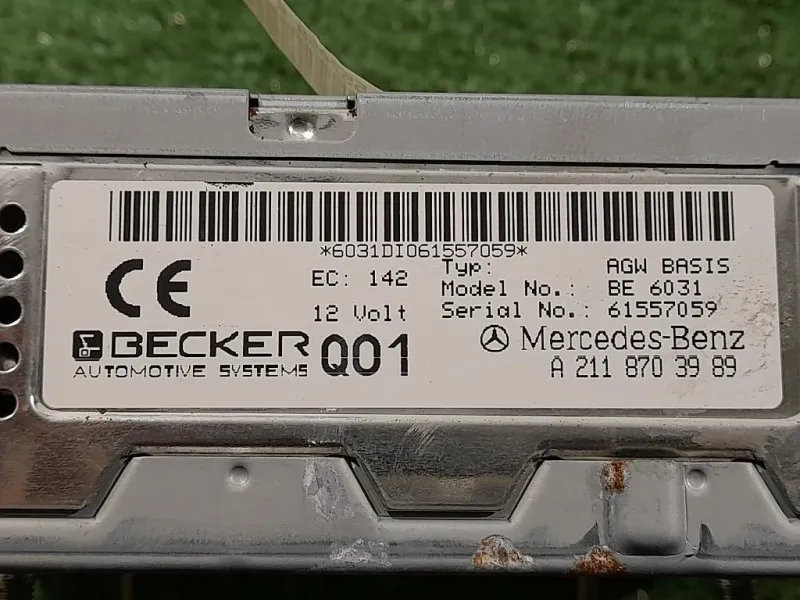 *6031DI061557059*
CE
EC: 142
12 Volt
Typ: AGW BASIS
Model No.: BE 6031
Serial No.: 61557059
BECKER
AUTOMOTIVE SYSTEMS
Q01
Mercedes-Benz
A 211 870 39 89